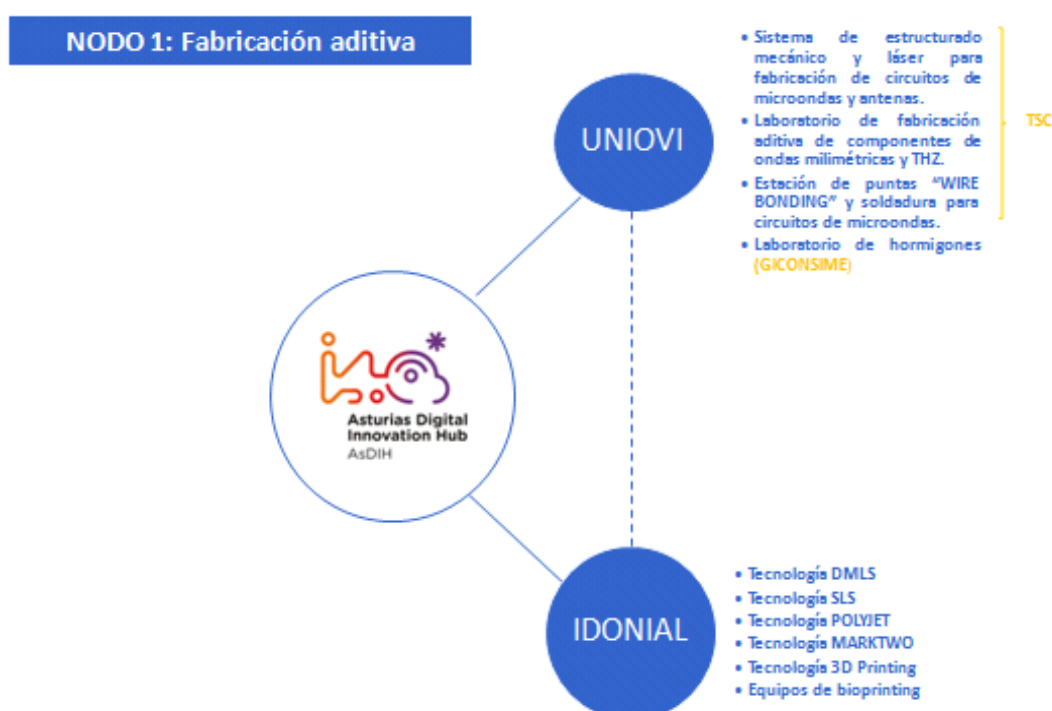 NODO 1: Fabricación aditiva
UNIOVI
• Sistema de estructurado
mecánico y láser para
fabricación de circuitos de
microondas y antenas.
• Laboratorio de fabricación
aditiva de componentes de
ondas milimétricas y THZ.
• Estación de puntas “WIRE
BONDING” y soldadura para
circuitos de microondas.
• Laboratorio de hormigones
(GICONSIME)
TSC
Asturias Digital
Innovation Hub
AsDIH
IDONIAL
• Tecnología DMLS
• Tecnología SLS
• Tecnología POLYJET
• Tecnología MARKTWO
• Tecnología 3D Printing
• Equipos de bioprinting